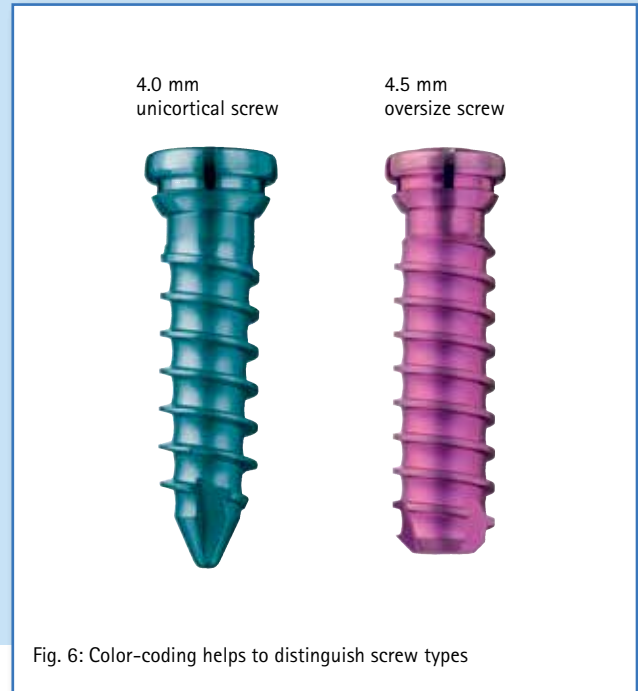 4.0 mm
unicortical screw
4.5 mm
oversize screw
Fig. 6: Color-coding helps to distinguish screw types